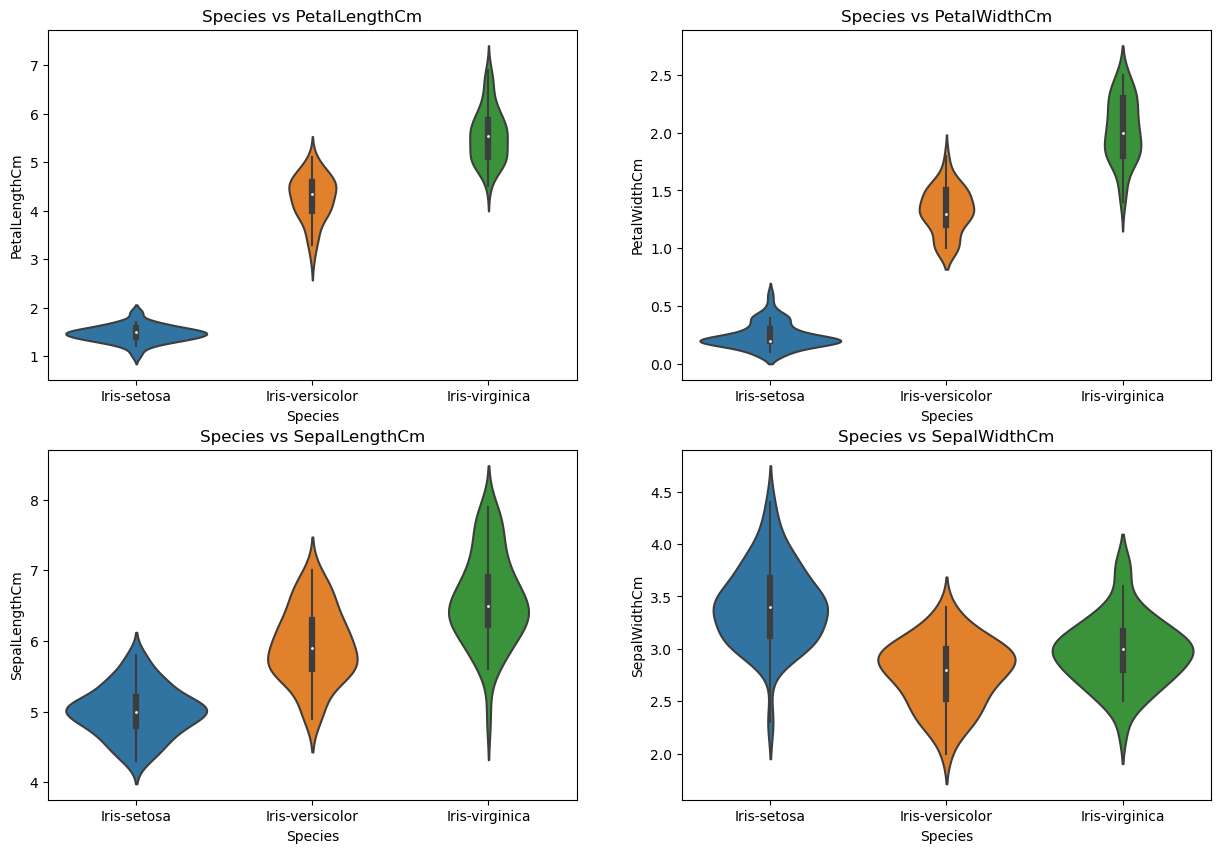 Species vs PetalLengthCm
PetalLengthCm
7
6
5
4
3
2
1
Iris-setosa Iris-versicolor Iris-virginica
Species
Species vs PetalWidthCm
PetalWidthCm
2.5
2.0
1.5
1.0
0.5
0.0
Iris-setosa Iris-versicolor Iris-virginica
Species
Species vs SepalLengthCm
SepalLengthCm
8
7
6
5
4
Iris-setosa Iris-versicolor Iris-virginica
Species
Species vs SepalWidthCm
SepalWidthCm
4.5
4.0
3.5
3.0
2.5
2.0
Iris-setosa Iris-versicolor Iris-virginica
Species